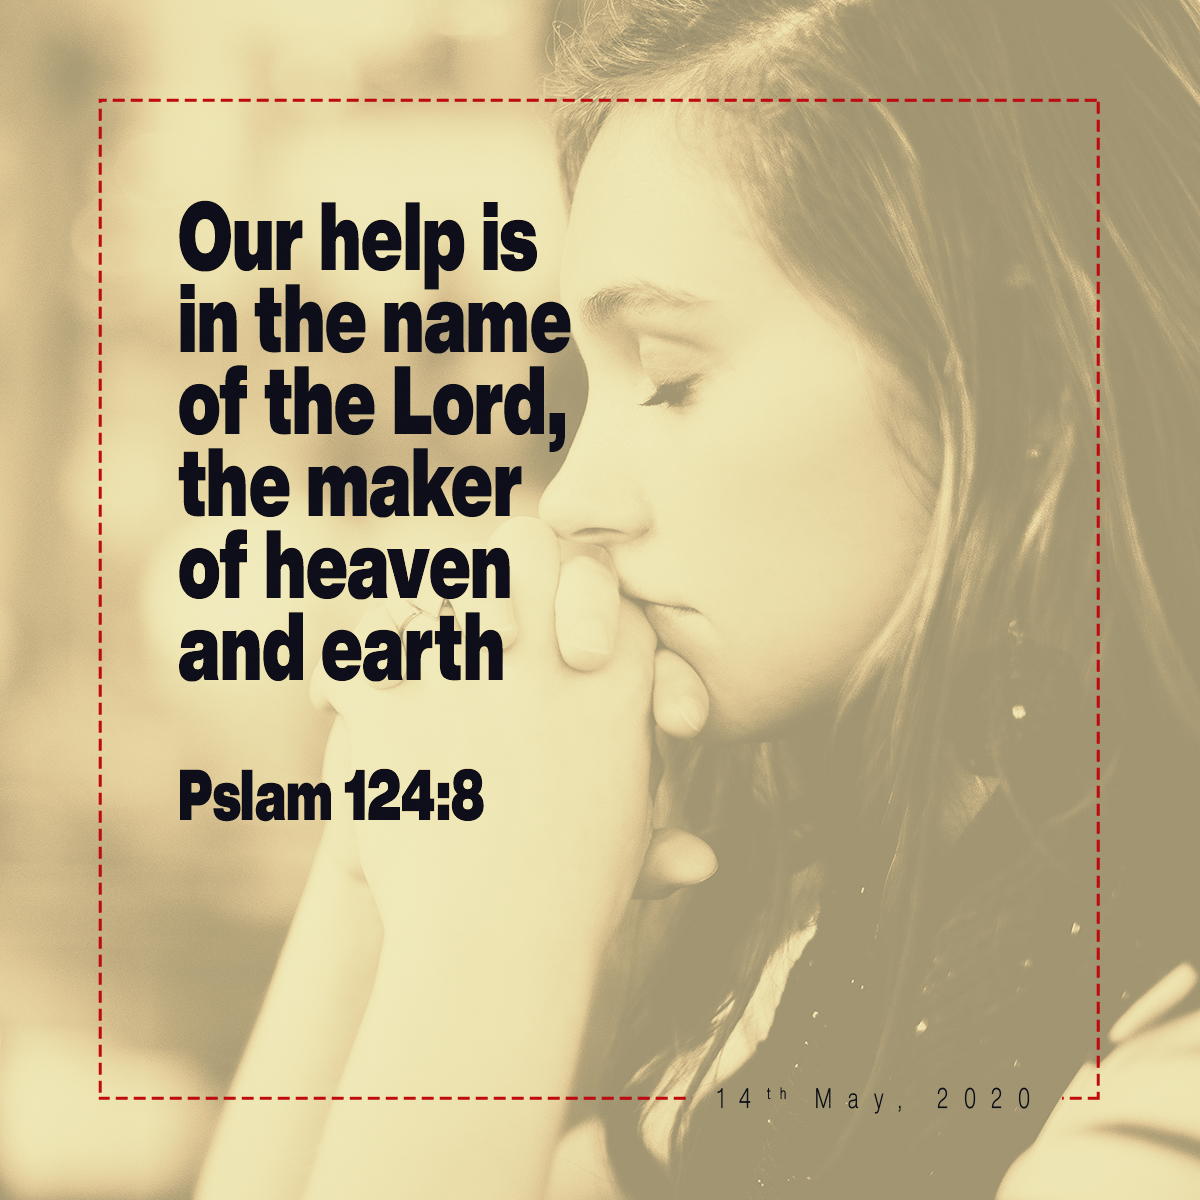 Our help is
in the name
of the Lord,
the maker
of heaven
and earth
Pslam 124:8
14th May, 2020